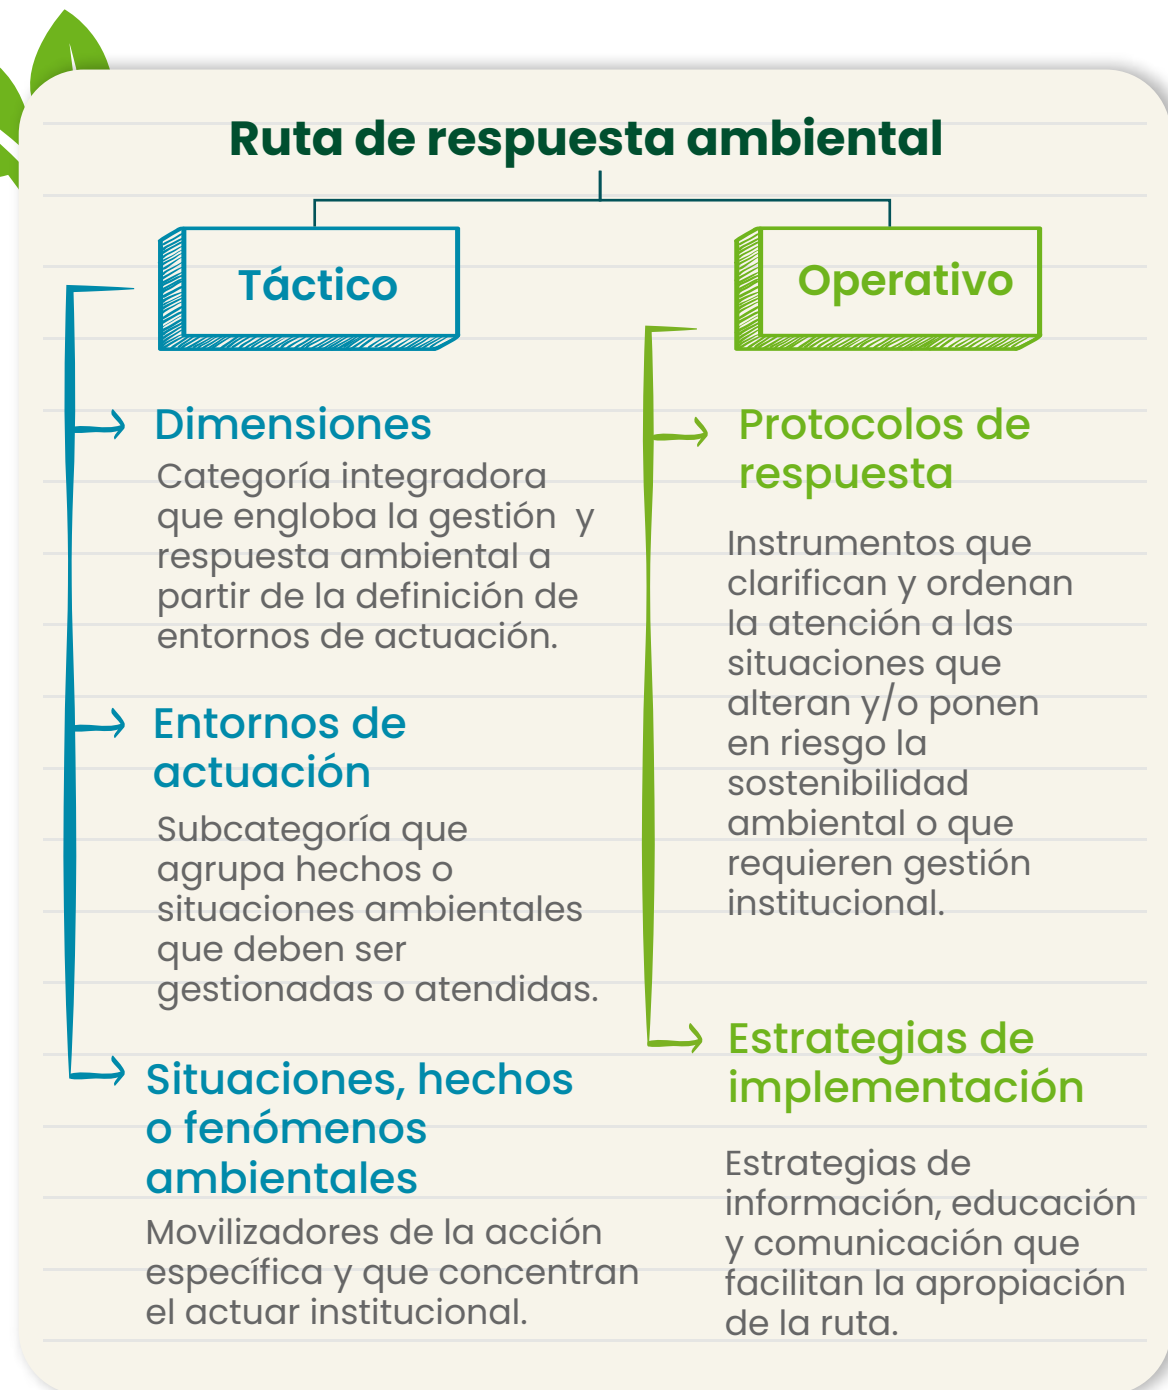 Ruta de respuesta ambiental
Táctico
Dimensiones
Categoría integradora
que engloba la gestión y
respuesta ambiental a
partir de la definición de
entornos de actuación.
Entornos de
actuación
Subcategoría que
agrupa hechos o
situaciones ambientales
que deben ser
gestionadas o atendidas.
Situaciones, hechos
o fenómenos
ambientales
Movilizadores de la acción
específica y que concentran
el actuar institucional.
Operativo
Protocolos de
respuesta
Instrumentos que
clarifican y ordenan
la atención a las
situaciones que
alteran y/o ponen
en riesgo la
sostenibilidad
ambiental o que
requieren gestión
institucional.
Estrategias de
implementación
Estrategias de
información, educación
y comunicación que
facilitan la apropiación
de la ruta.